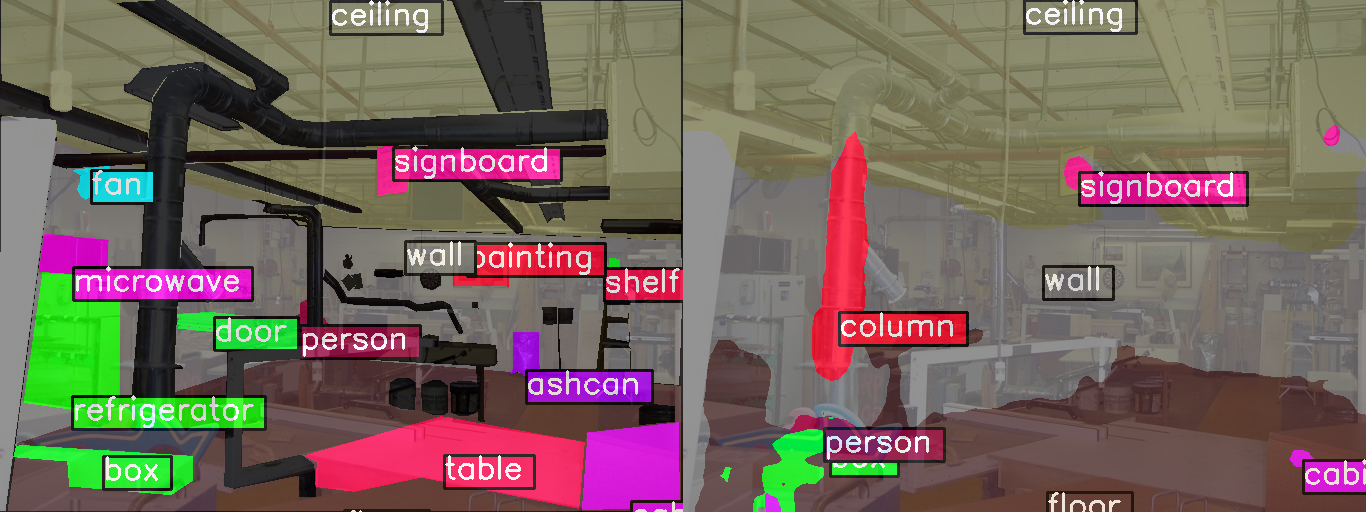 ceiling
signboard
fan
wall
painting
microwave
shelf
door
person
ashcan
refrigerator
box
table
ceiling
signboard
wall
column
person
box
cabi
floor